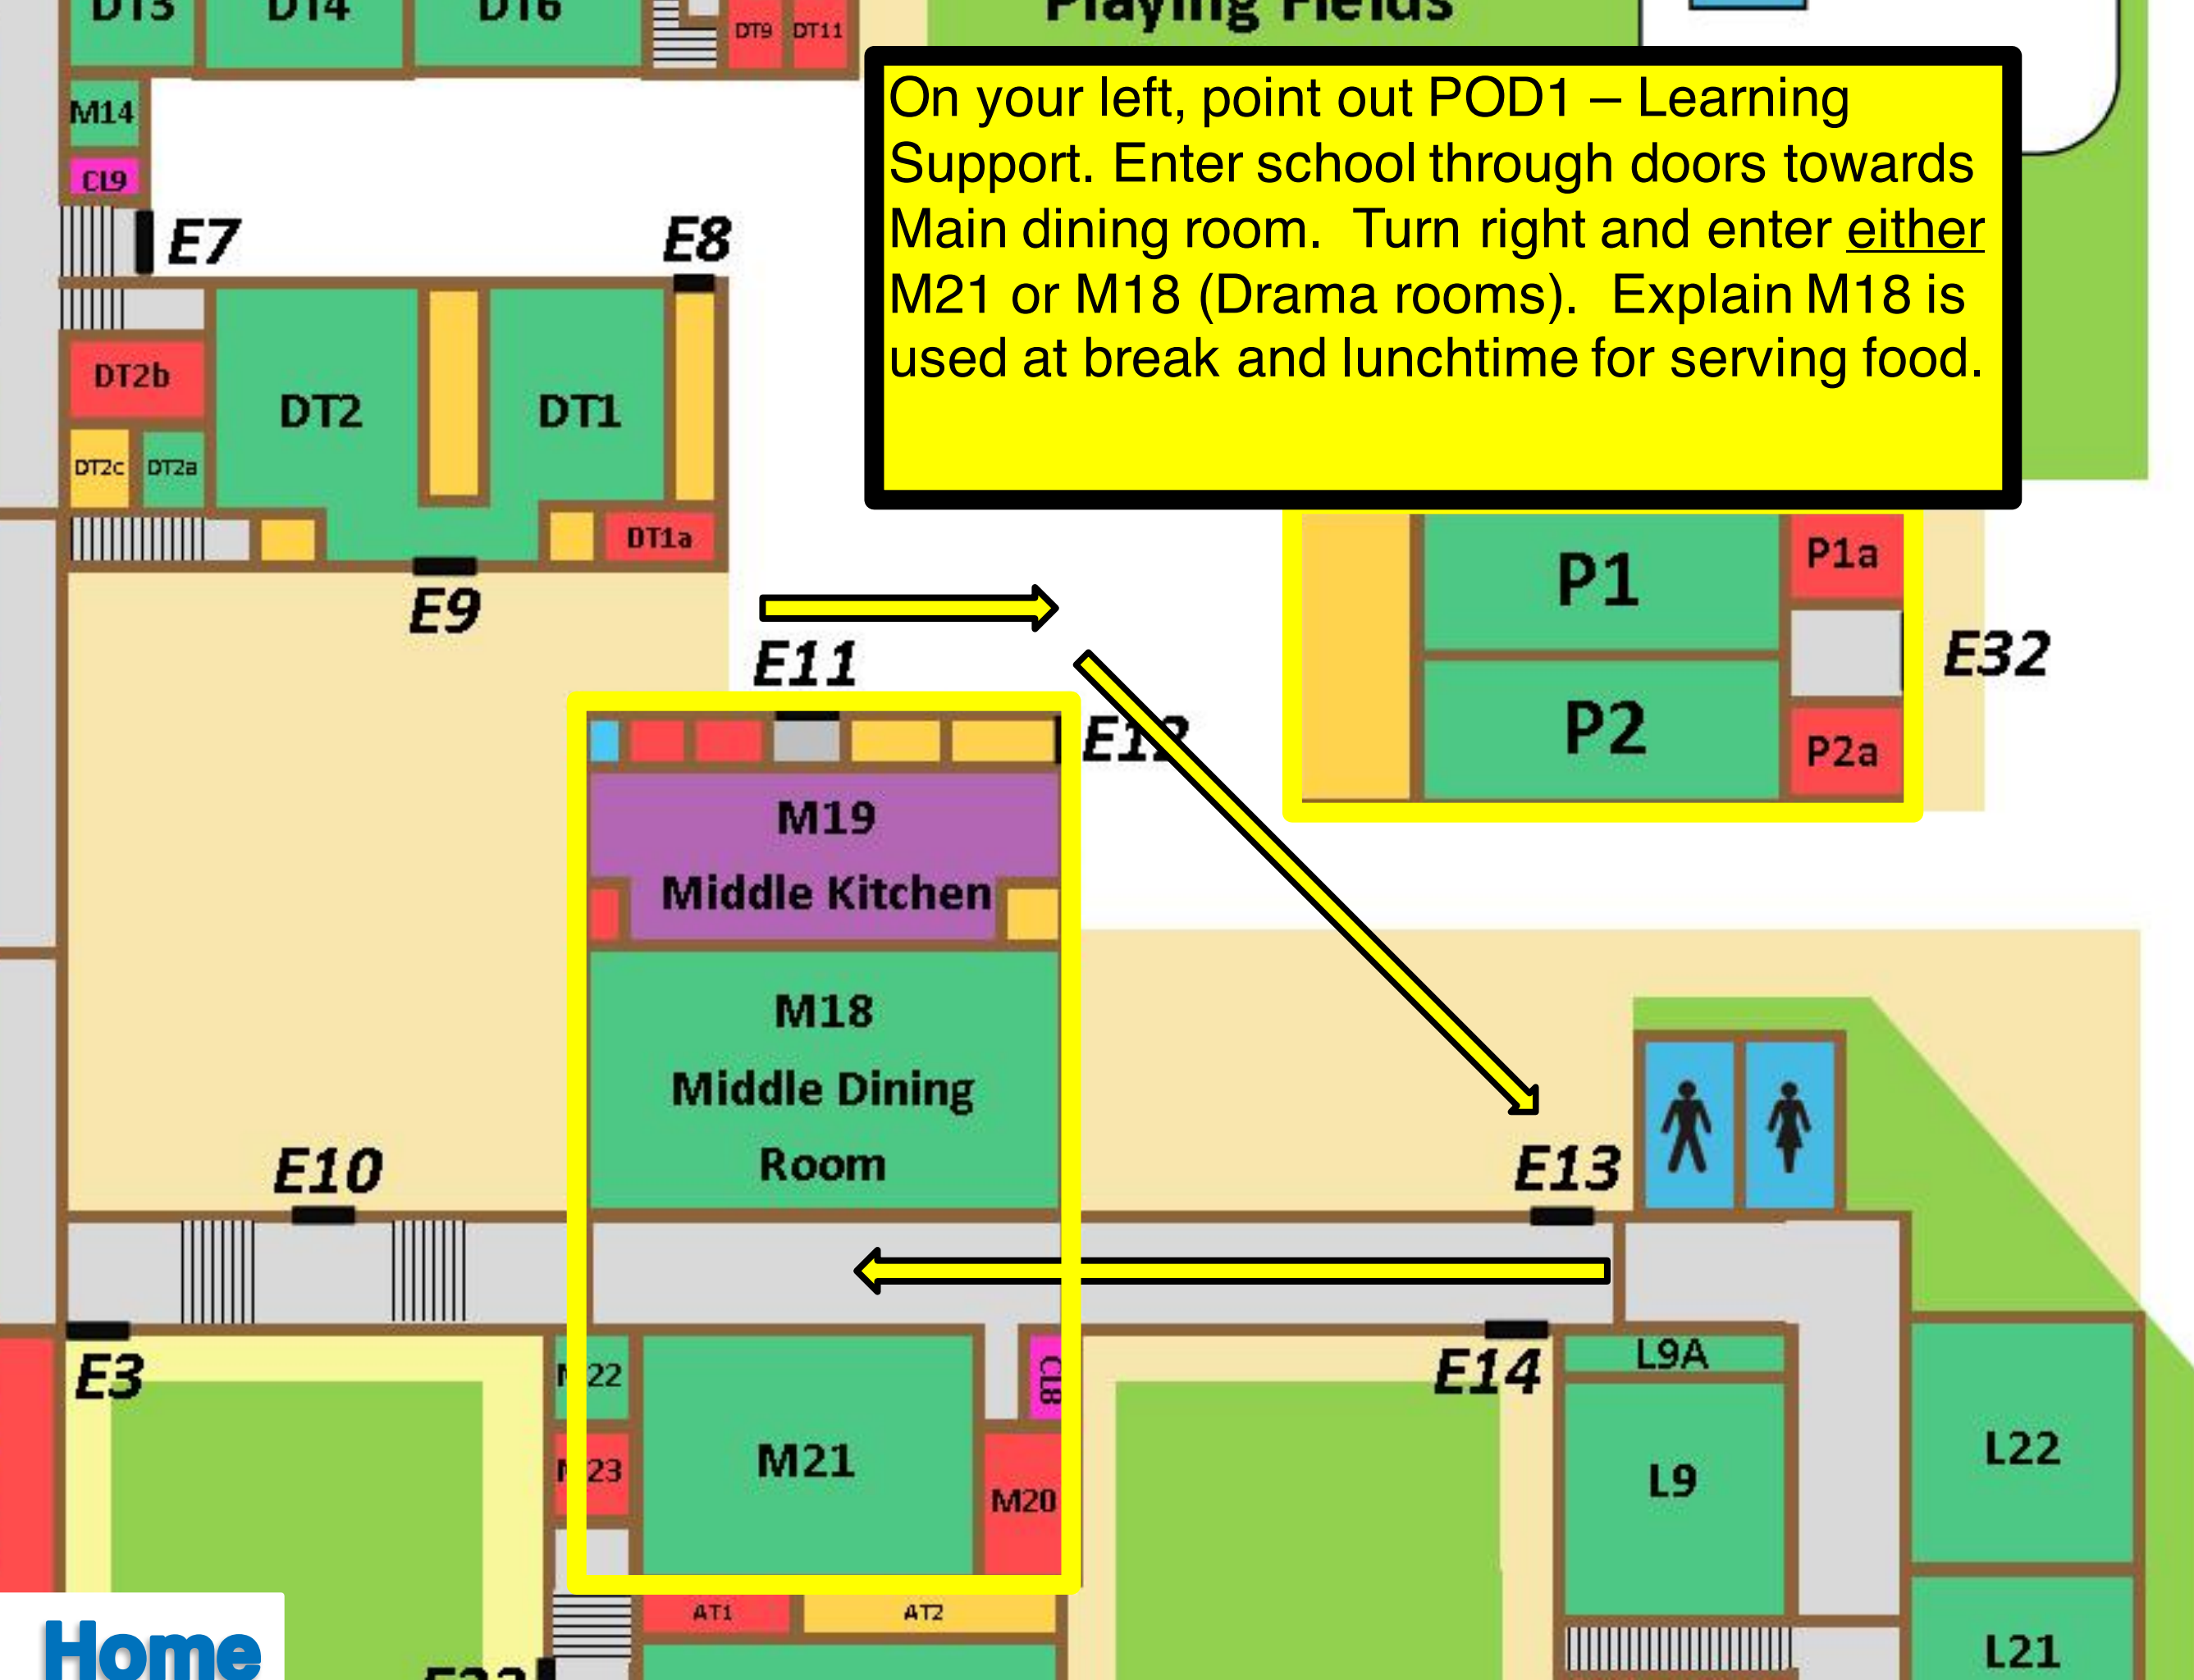 DT3 DT4 DT6
DT9 DT11
Playing Fields
M14
CL9
On your left, point out POD1 – Learning
Support. Enter school through doors towards
Main dining room. Turn right and enter either
M21 or M18 (Drama rooms). Explain M18 is
used at break and lunchtime for serving food.
E7
E8
DT2b
DT2
DT1
DT2c DT2a
DT1a
E9
E11
P1
P1a
E32
P2
P2a
E12
M19
Middle Kitchen
M18
Middle Dining
Room
E10
E13
E3
M22
CL8
E14
L9A
M23
M21
M20
L9
L22
AT1
AT2
L21
Home